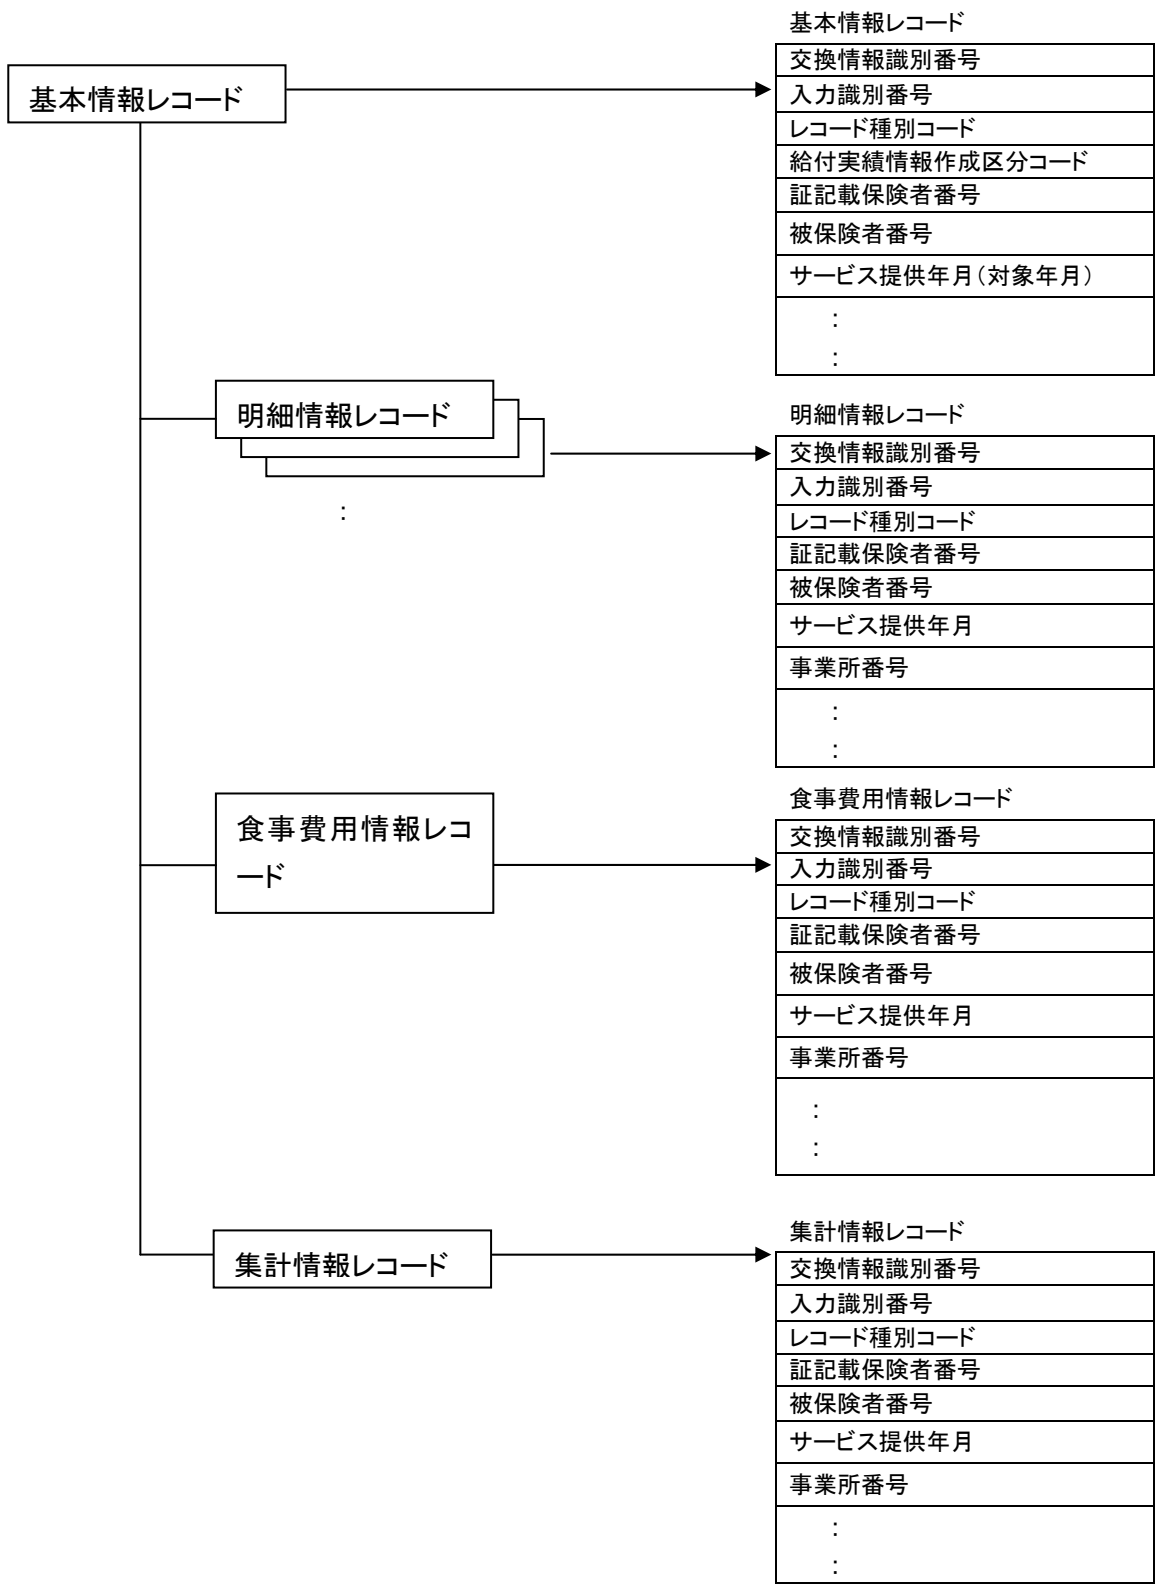 基本情報レコード
基本情報レコード
交換情報識別番号
入力識別番号
レコード種別コード
給付実績情報作成区分コード
証記載保険者番号
被保険者番号
サービス提供年月(対象年月)
:
:
明細情報レコード
:
明細情報レコード
交換情報識別番号
入力識別番号
レコード種別コード
証記載保険者番号
被保険者番号
サービス提供年月
事業所番号
:
:
食事費用情報レコ
ード
食事費用情報レコード
交換情報識別番号
入力識別番号
レコード種別コード
証記載保険者番号
被保険者番号
サービス提供年月
事業所番号
:
:
集計情報レコード
集計情報レコード
交換情報識別番号
入力識別番号
レコード種別コード
証記載保険者番号
被保険者番号
サービス提供年月
事業所番号
:
: